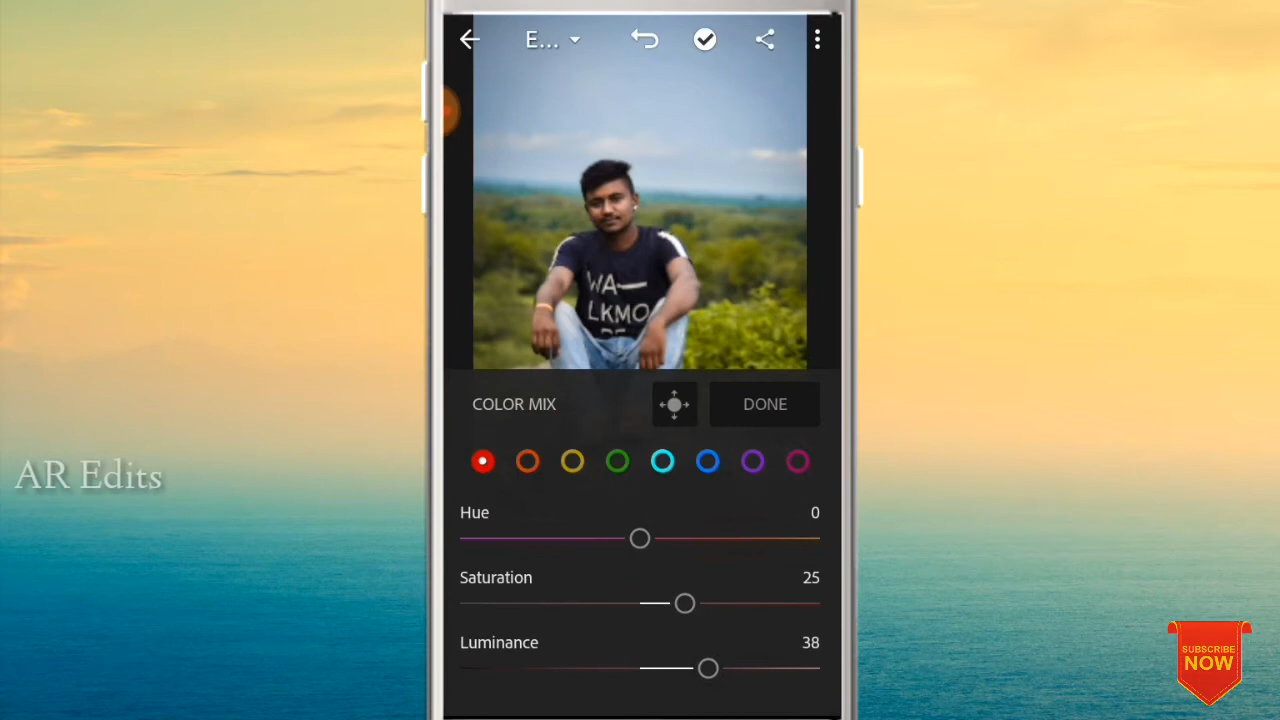 E...
WA—
LKMO
COLOR MIX
DONE
AR Edits
Hue 0
Saturation 25
Luminance 38
SUBSCRIBE
NOW